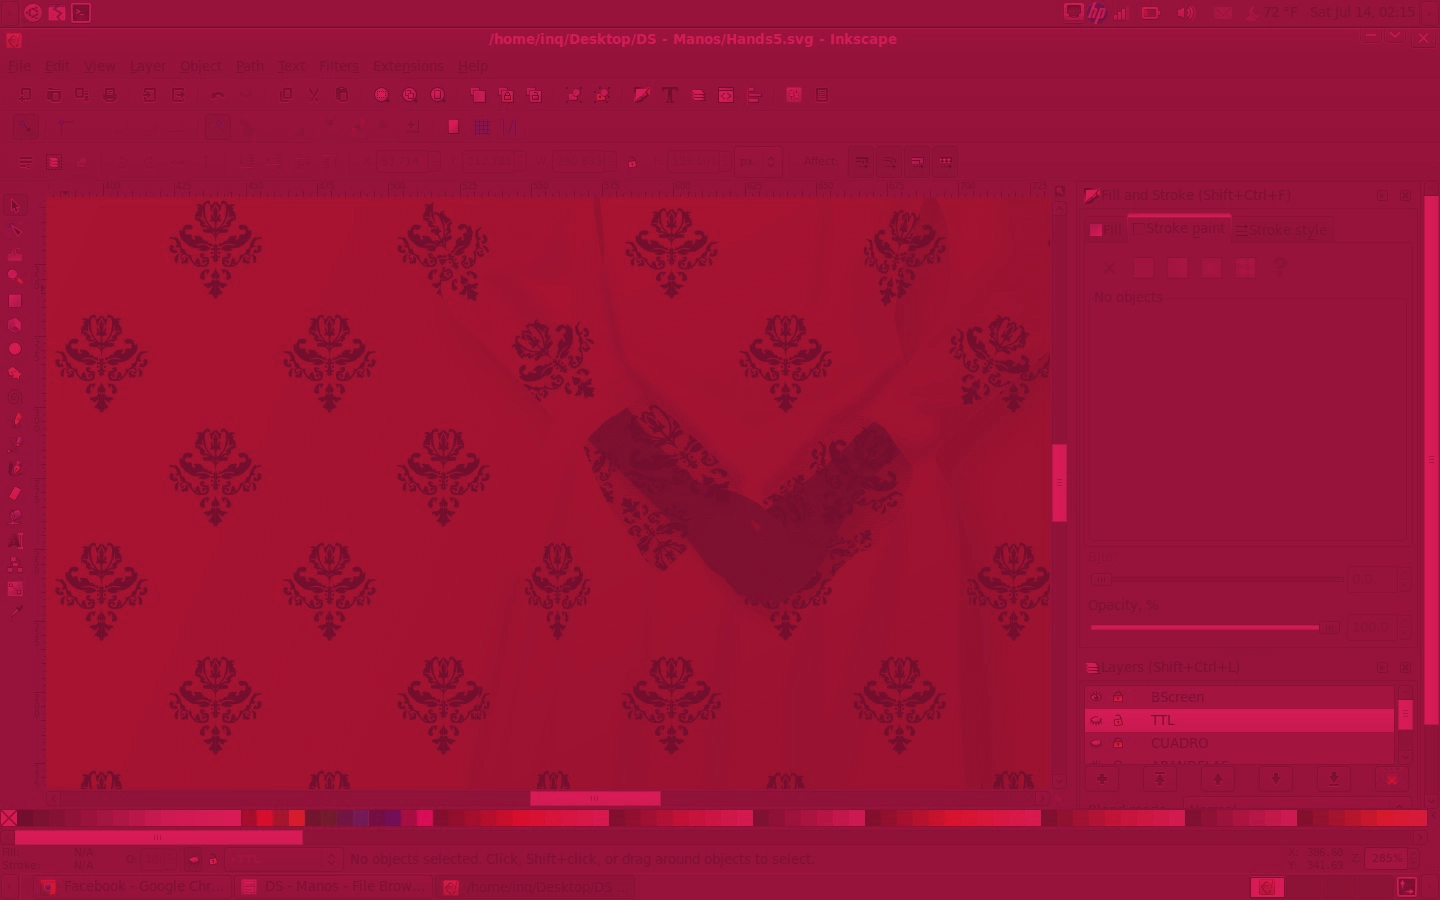 72 °F Sat Jul 14, 02:15
/home/inq/Desktop/DS - Manos/Hands5.svg - Inkscape
File Edit View Layer Object Path Text Filters Extensions Help
px Affect:
Fill and Stroke (Shift+Ctrl+F)
Fill Stroke paint Stroke style
No objects
Opacity, %
Layers (Shift+Ctrl+L)
BScreen
TTL
CUADRO
N/A
N/A
No objects selected. Click, Shift+click, or drag around objects to select.
Z: 285%
Facebook - Google Chr... DS - Manos - File Brow... /home/inq/Desktop/DS